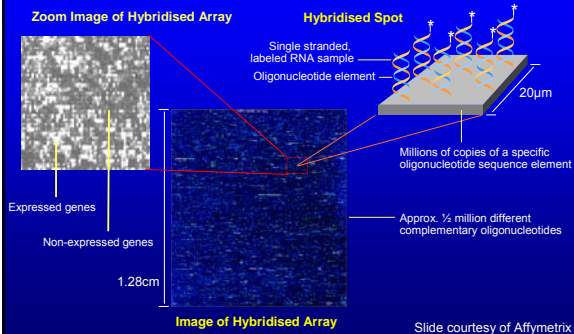 Zoom Image of Hybridised Array
Hybridised Spot
* * * * * *
Single stranded,
labeled RNA sample
Oligonucleotide element
20µm
Millions of copies of a specific
oligonucleotide sequence element
Expressed genes
Non-expressed genes
Approx. ½ million different
complementary oligonucleotides
1.28cm
Image of Hybridised Array
Slide courtesy of Affymetrix